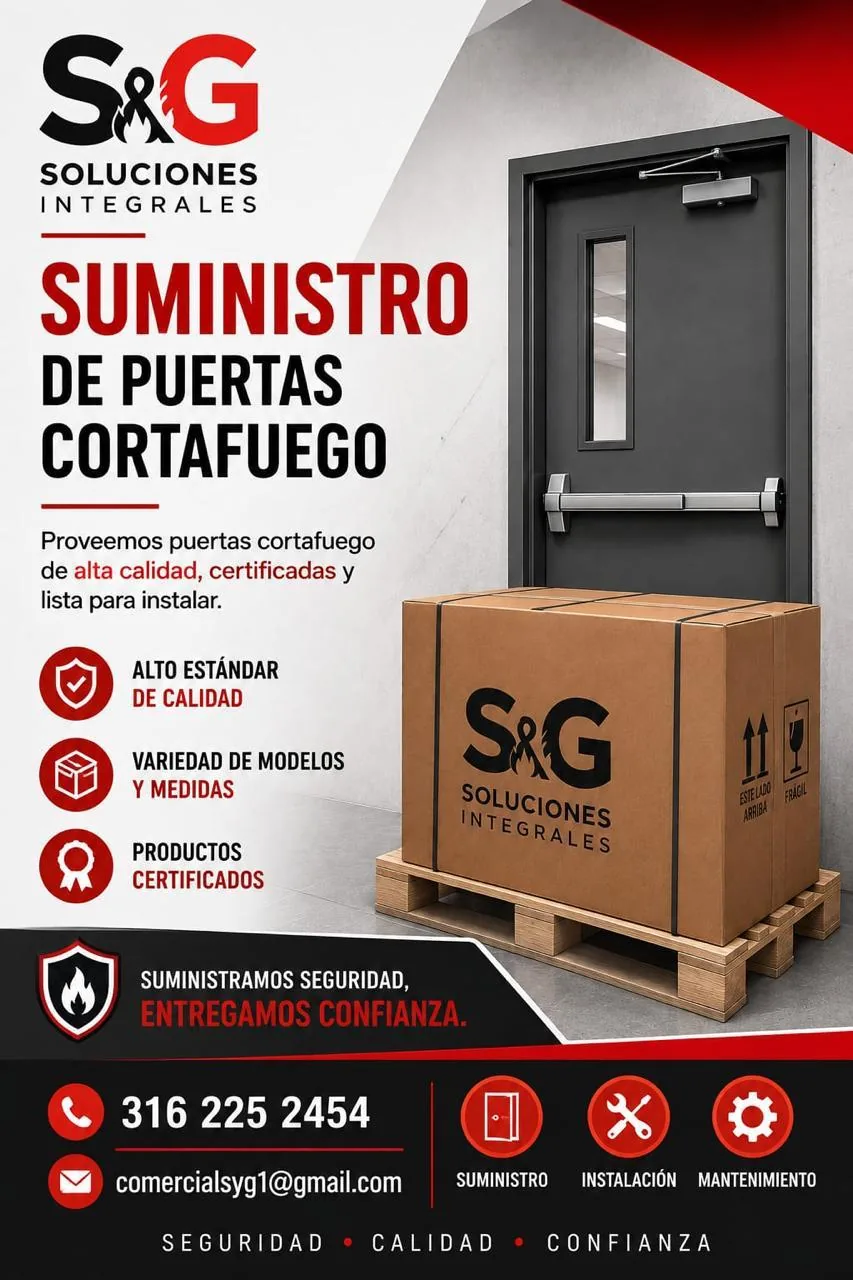 S&G
SOLUCIONES
INTEGRALES
SUMINISTRO
DE PUERTAS
CORTAFUEGO
Proveemos puertas cortafuego
de alta calidad, certificadas y
lista para instalar.
ALTO ESTÁNDAR
DE CALIDAD
VARIEDAD DE MODELOS
Y MEDIDAS
PRODUCTOS
CERTIFICADOS
S&G
SOLUCIONES
INTEGRALES
ESTE LADO
ARRIBA
FRÁGIL
SUMINISTRAMOS SEGURIDAD,
ENTREGAMOS CONFIANZA.
316 225 2454
comercialsyg1@gmail.com
SUMINISTRO
INSTALACIÓN
MANTENIMIENTO
SEGURIDAD • CALIDAD • CONFIANZA